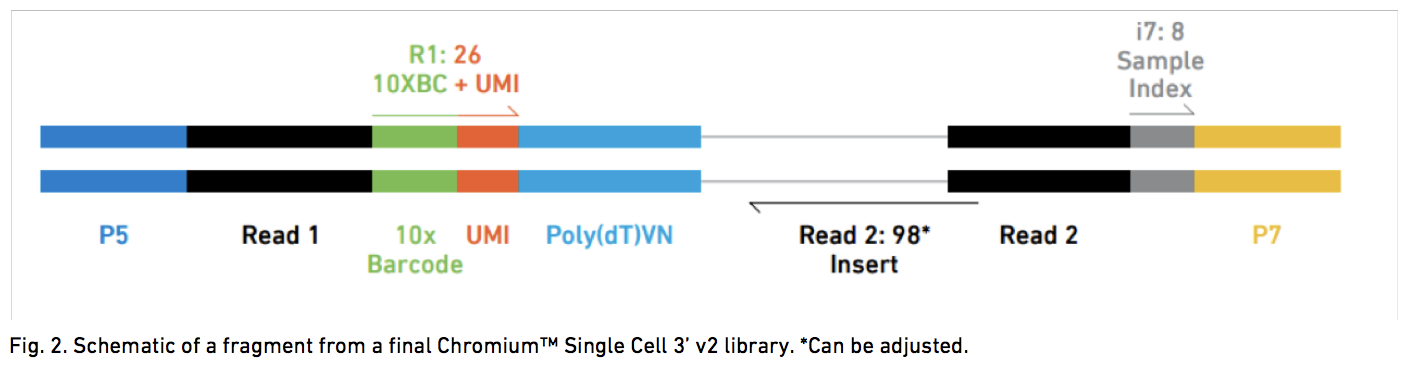 R1: 26
10XBC + UMI
i7: 8
Sample
Index
P5
Read 1
10x
Barcode
UMI
Poly(dT)VN
Read 2: 98*
Insert
Read 2
P7
Fig. 2. Schematic of a fragment from a final Chromium™ Single Cell 3’ v2 library. *Can be adjusted.